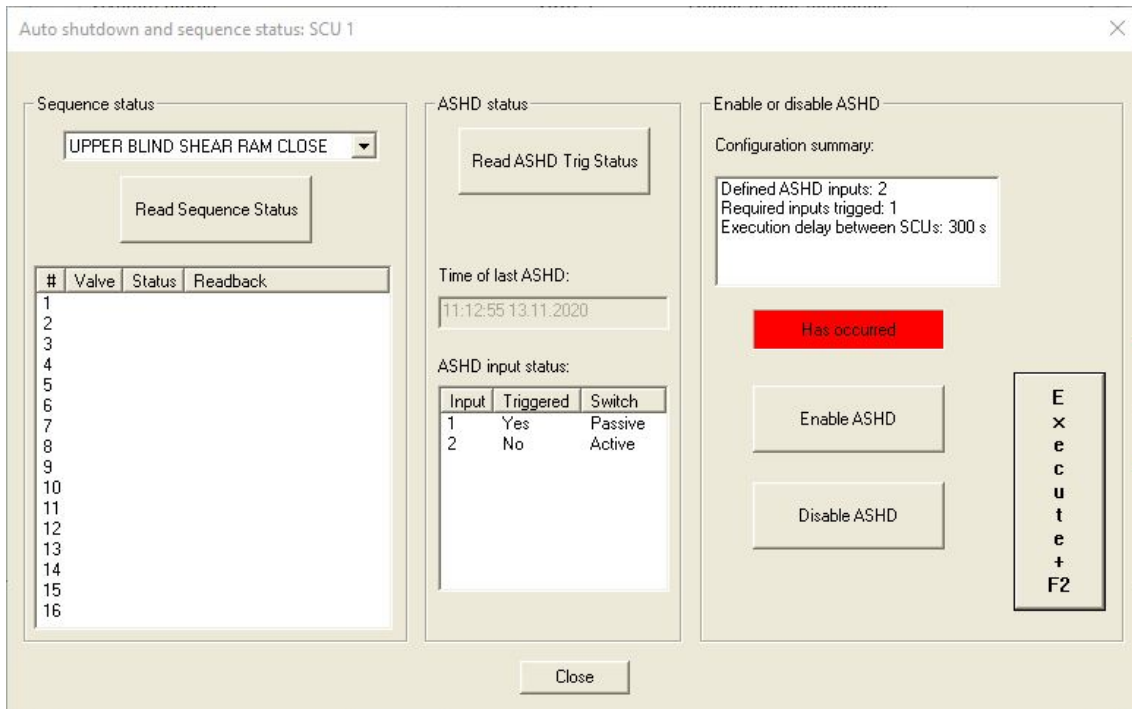 Auto shutdown and sequence status: SCU 1
Sequence status
UPPER BLIND SHEAR RAM CLOSE
Read Sequence Status
# Valve Status Readback
1
2
3
4
5
6
7
8
9
10
11
12
13
14
15
16
ASHD status
Read ASHD Trig Status
Time of last ASHD:
11:12:55 13.11.2020
ASHD input status:
Input Triggered Switch
1 Yes Passive
2 No Active
Enable or disable ASHD
Configuration summary:
Defined ASHD inputs: 2
Required inputs trigged: 1
Execution delay between SCUs: 300 s
Has occurred
Enable ASHD
Disable ASHD
E
x
e
c
u
t
e
+
F2
Close